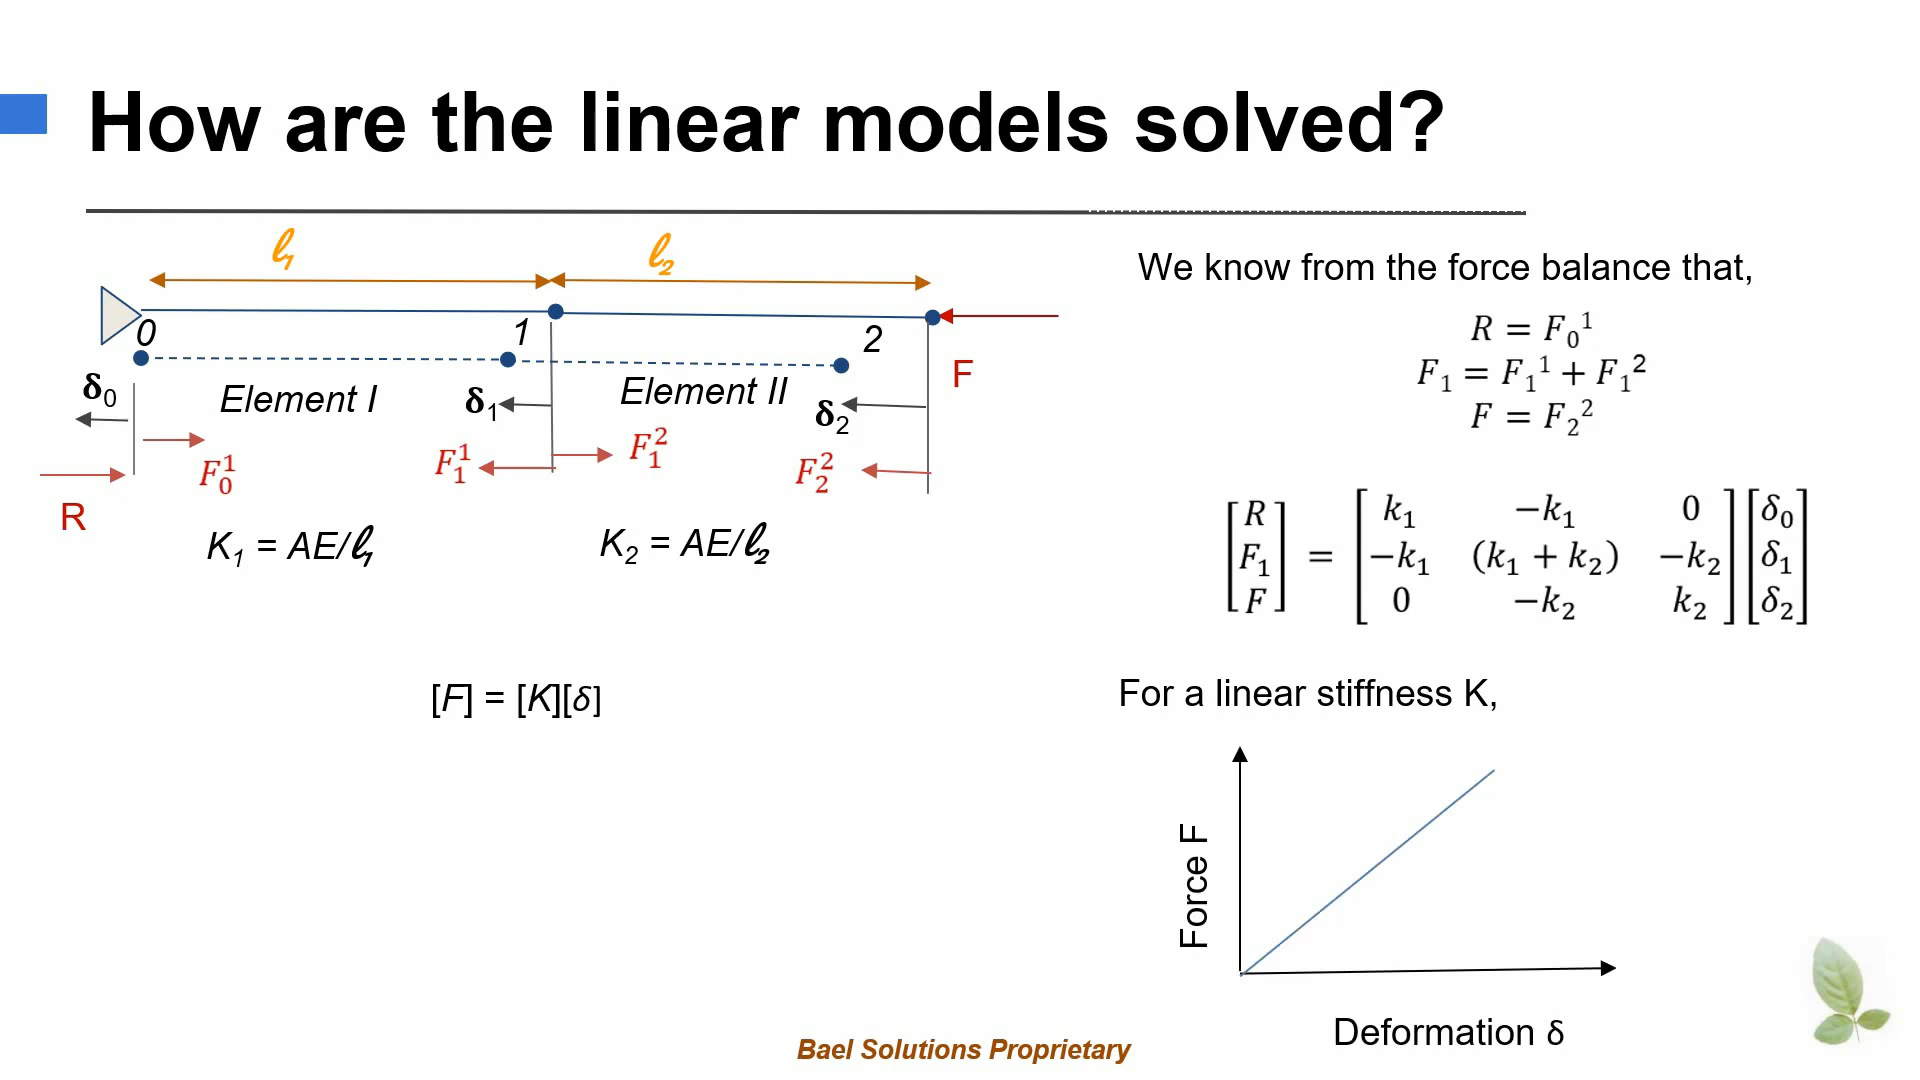 How are the linear models solved?
ℓ₁
ℓ₂
0
1
2
F
δ₀
Element I
δ₁
Element II
δ₂
F₀¹
F₁¹
F₁²
F₂²
R
K₁ = AE/ℓ₁
K₂ = AE/ℓ₂
[F] = [K][δ]
We know from the force balance that,
R = F₀¹
F₁ = F₁¹ + F₁²
F = F₂²
[R] [k₁ −k₁ 0] [δ₀]
[F₁] = [−k₁ (k₁ + k₂) −k₂] [δ₁]
[F] [0 −k₂ k₂] [δ₂]
For a linear stiffness K,
Force F
Deformation δ
Bael Solutions Proprietary